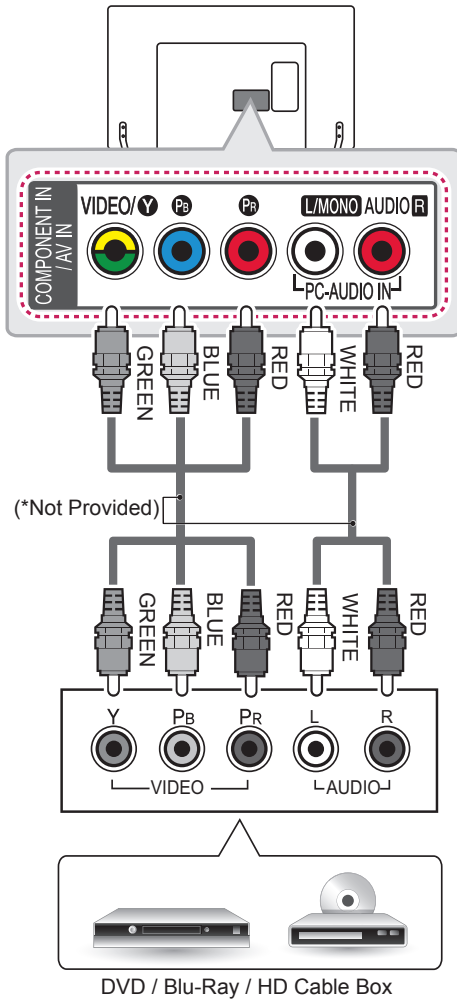 COMPONENT IN
/ AV IN
VIDEO/Y PB PR L/MONO AUDIO R
PC-AUDIO IN
GREEN BLUE RED WHITE RED
(*Not Provided)
GREEN BLUE RED WHITE RED
Y PB PR L R
VIDEO AUDIO
DVD / Blu-Ray / HD Cable Box